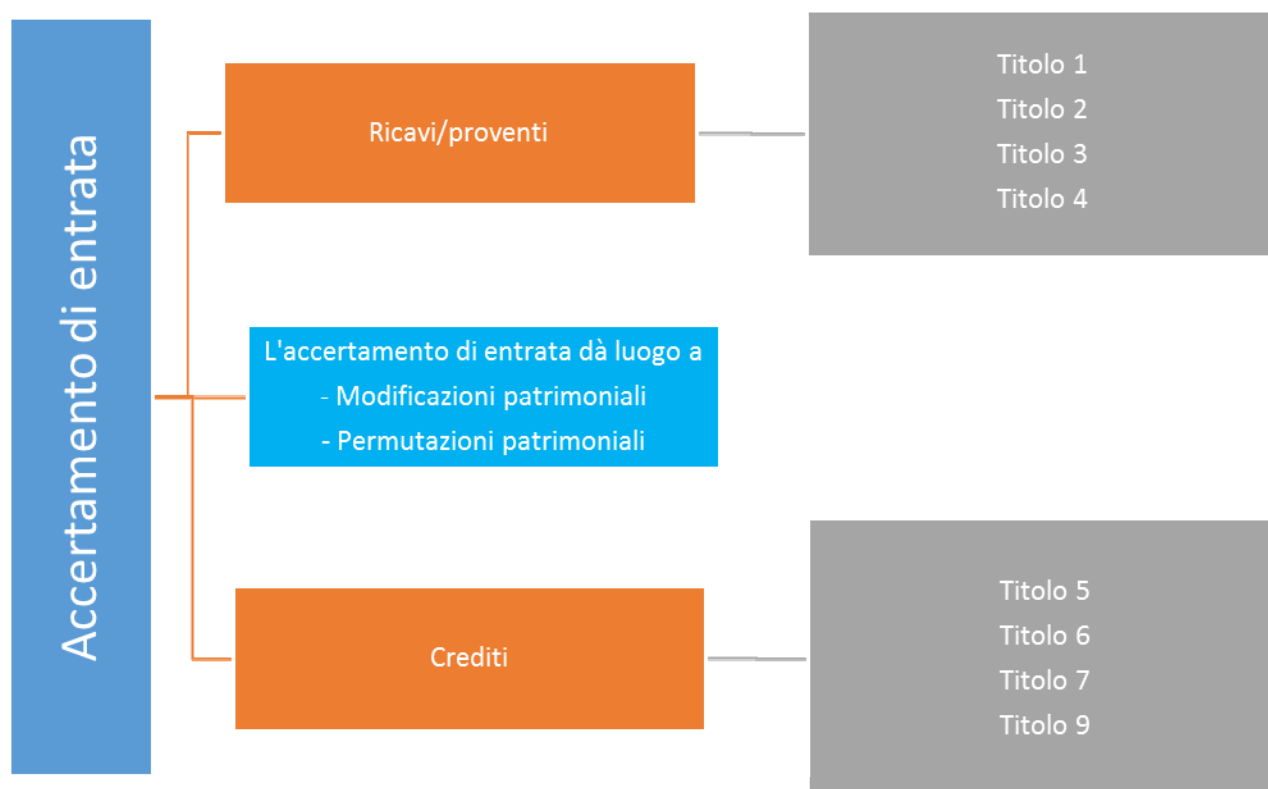 Accertamento di entrata
Ricavi/proventi
Titolo 1
Titolo 2
Titolo 3
Titolo 4
L'accertamento di entrata dà luogo a
- Modificazioni patrimoniali
- Permutazioni patrimoniali
Crediti
Titolo 5
Titolo 6
Titolo 7
Titolo 9